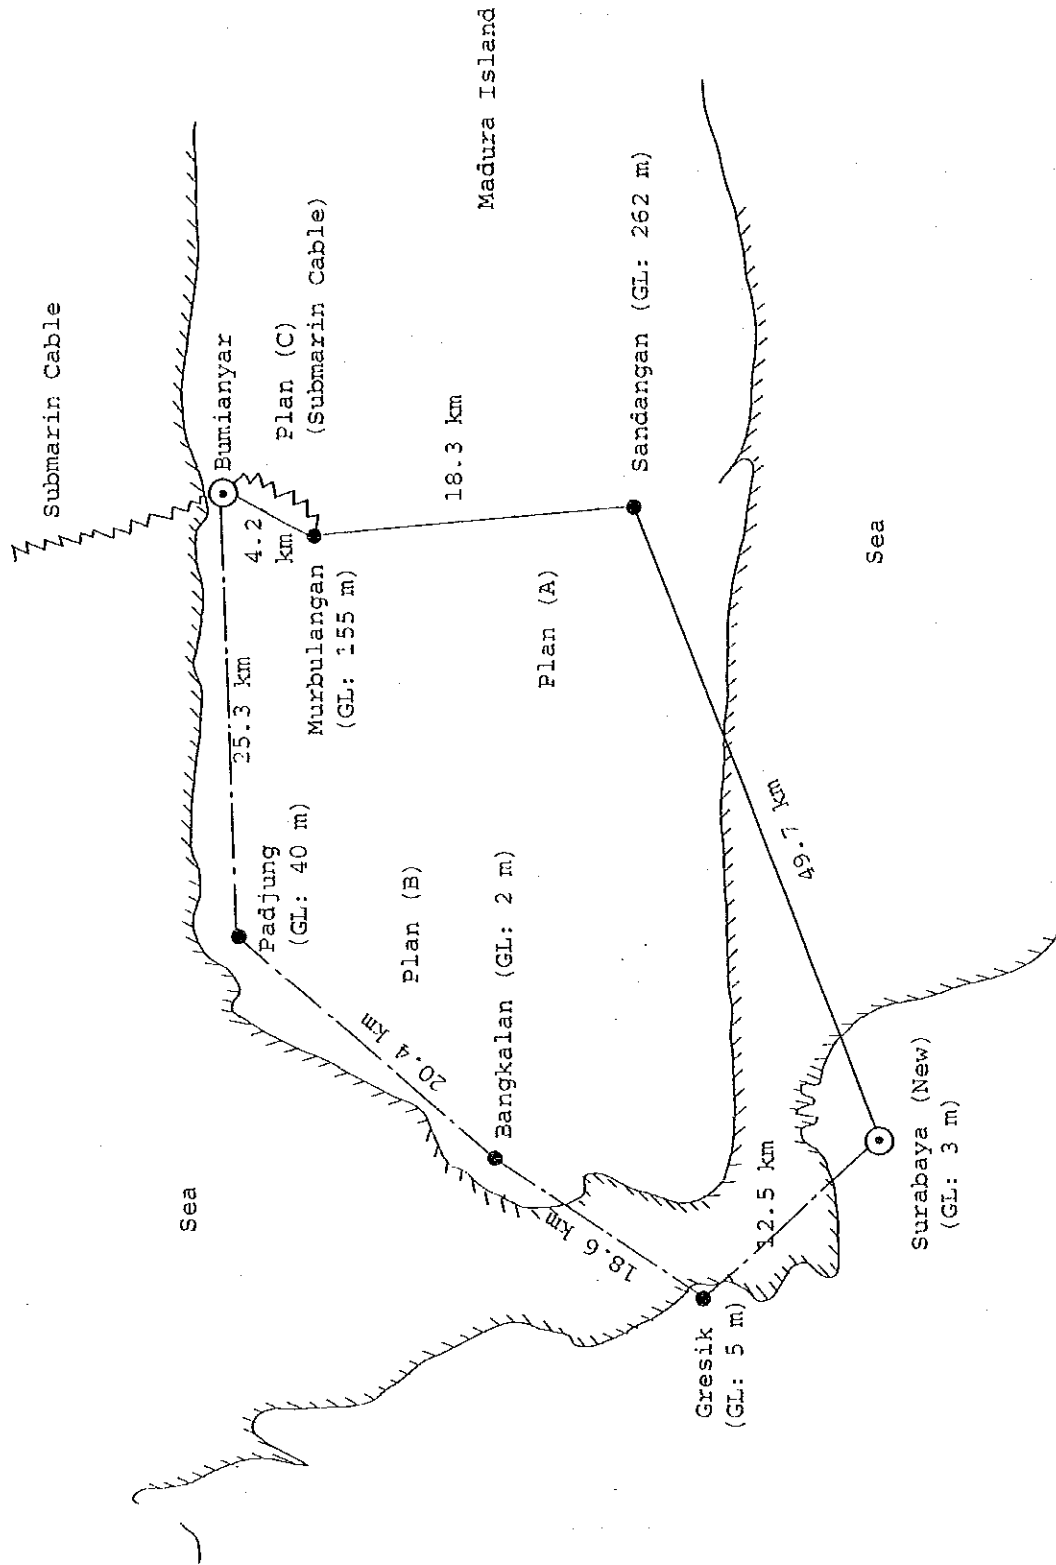 Submarin Cable
Bumianyar
Plan (C)
(Submarin Cable)
4.2
km
25.3 km
Murbulangan
(GL: 155 m)
18.3 km
Madura Island
Padjung
(GL: 40 m)
Plan (A)
Sandangan (GL: 262 m)
Plan (B)
20.4 km
Bangkalan (GL: 2 m)
Sea
18.6 km
49.7 km
Sea
12.5 km
Gresik
(GL: 5 m)
Surabaya (New)
(GL: 3 m)